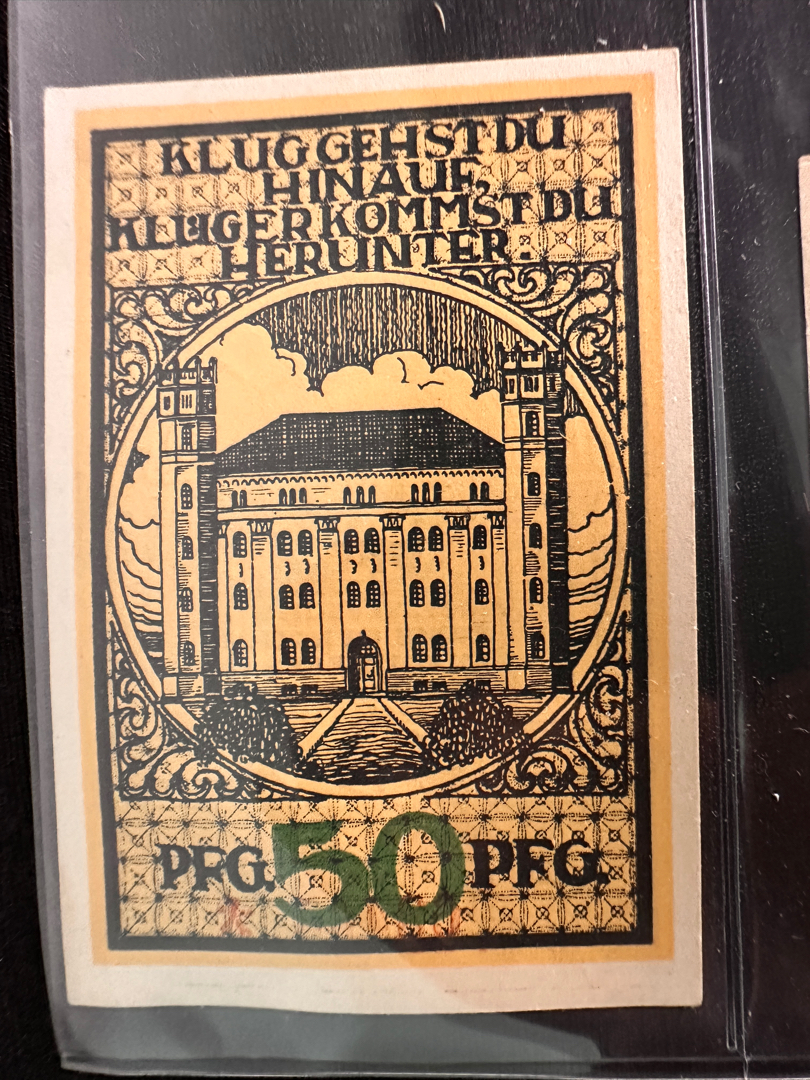 KLUG GEHST DU
HINAUF,
KLÜGER KOMMST DU
HERUNTER.
PFG. 50 PFG.